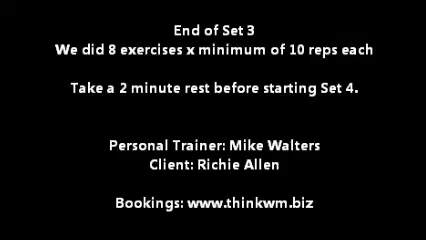 End of Set 3
We did 8 exercises x minimum of 10 reps each
Take a 2 minute rest before starting Set 4.
Personal Trainer: Mike Walters
Client: Richie Allen
Bookings: www.thinkwm.biz